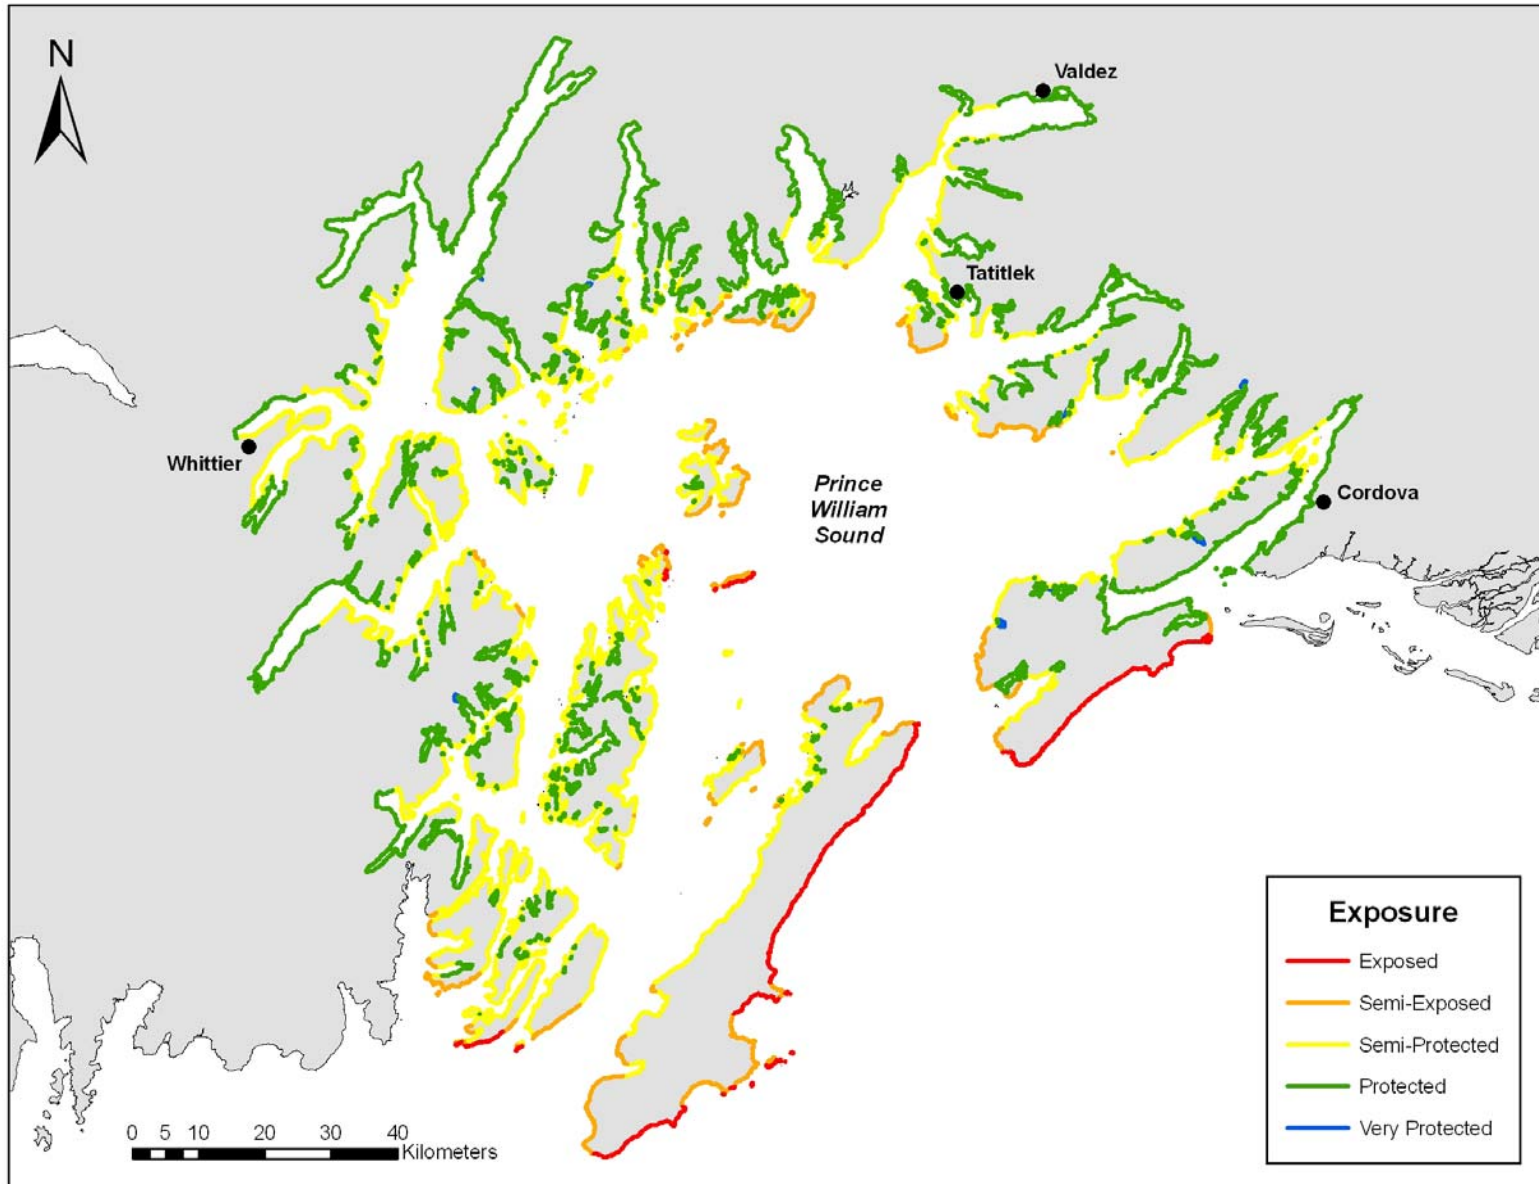 N
Valdez
Tatitlek
Whittier
Prince
William
Sound
Cordova
Exposure
Exposed
Semi-Exposed
Semi-Protected
Protected
Very Protected
0 5 10 20 30 40
Kilometers